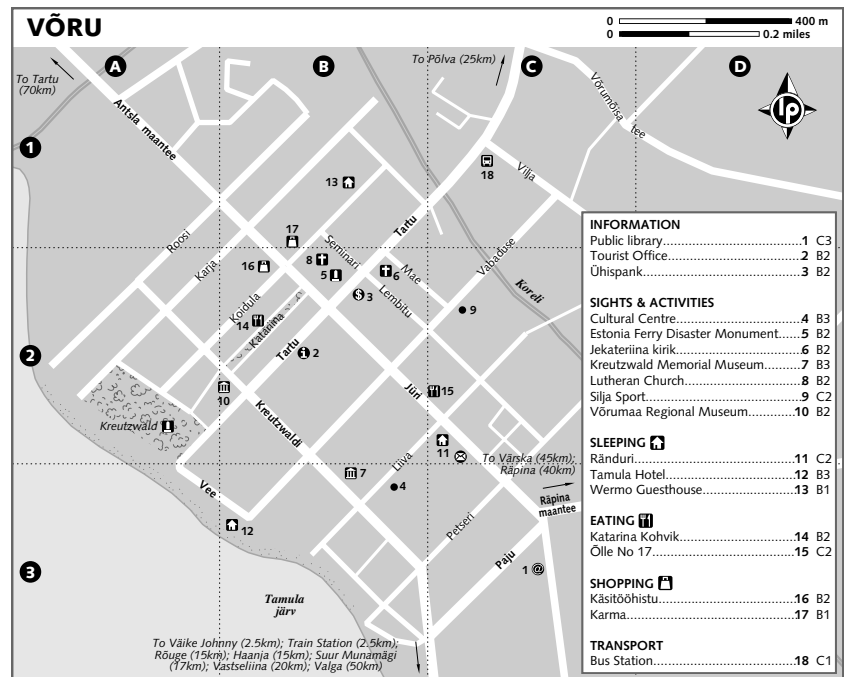 VÕRU
0 400 m
0 0.2 miles
A
B
C
D
To Tartu
(70km)
To Põlva (25km)
Võrumõisa tee
lp
Antsla maantee
1
13
18
Vilja
Roosi
17
Tartu
Karja
16
8
Seminari
5
6
Mae
Vabaduse
Koreli
$ 3
Lembitu
9
Koidula
14
Katariina
Tartu
i 2
2
10
Jüri
15
Kreutzwald
Kreutzwaldi
11
Liiva
To Värska (45km);
Räpina (40km)
7
4
Vee
Räpina
maantee
12
Petseri
Paju
3
1 @
Tamula
järv
To Väike Johnny (2.5km); Train Station (2.5km);
Rõuge (15km); Haanja (15km); Suur Munamägi
(17km); Vastseliina (20km); Valga (50km)
INFORMATION
Public library 1 C3
Tourist Office 2 B2
Ühispank 3 B2
SIGHTS & ACTIVITIES
Cultural Centre 4 B3
Estonia Ferry Disaster Monument 5 B2
Jekateriina kirik 6 B2
Kreutzwald Memorial Museum 7 B3
Lutheran Church 8 B2
Silja Sport 9 C2
Võrumaa Regional Museum 10 B2
SLEEPING
Ränduri 11 C2
Tamula Hotel 12 B3
Wermo Guesthouse 13 B1
EATING
Katarina Kohvik 14 B2
Õlle No 17 15 C2
SHOPPING
Käsitööhistu 16 B2
Karma 17 B1
TRANSPORT
Bus Station 18 C1